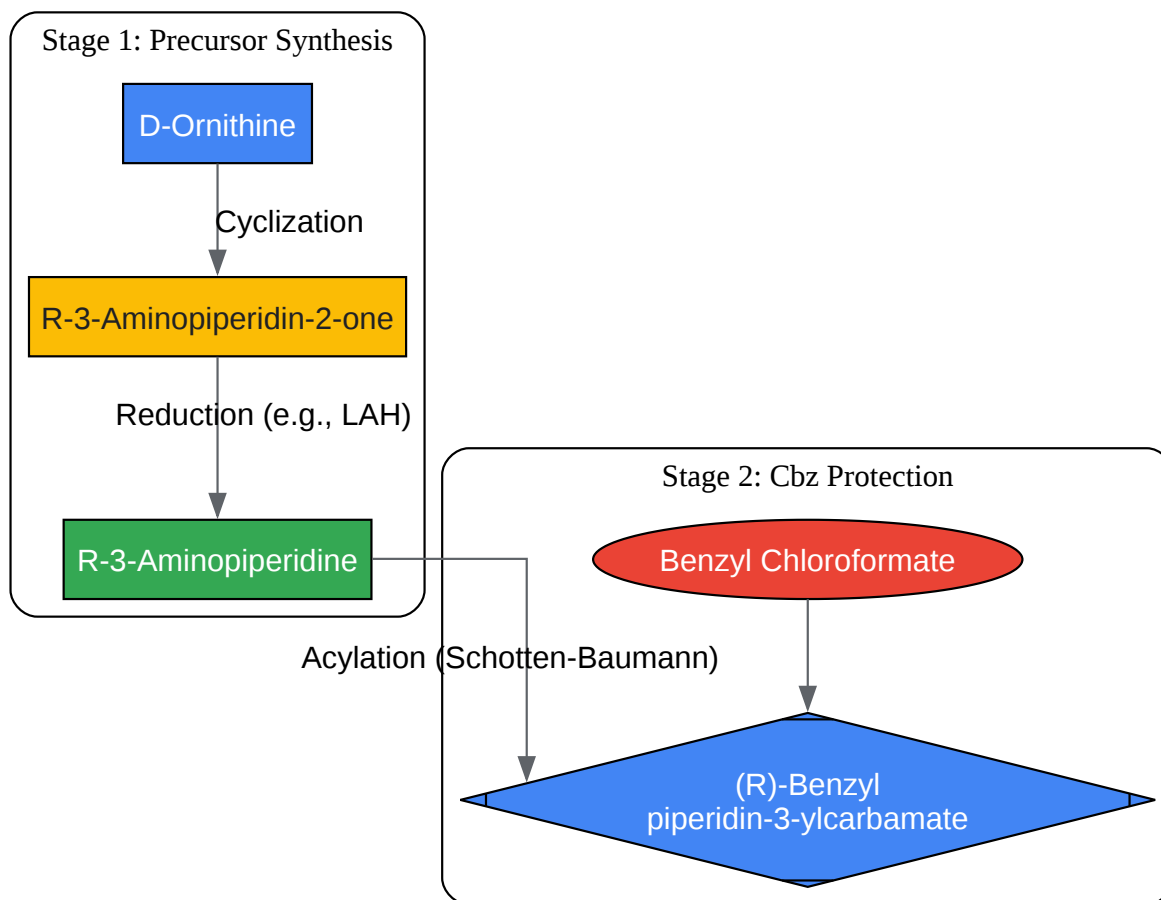 Stage 1: Precursor Synthesis
D-Ornithine
Cyclization
R-3-Aminopiperidin-2-one
Reduction (e.g., LAH)
R-3-Aminopiperidine
Stage 2: Cbz Protection
Benzyl Chloroformate
Acylation (Schotten-Baumann)
(R)-Benzyl
piperidin-3-ylcarbamate